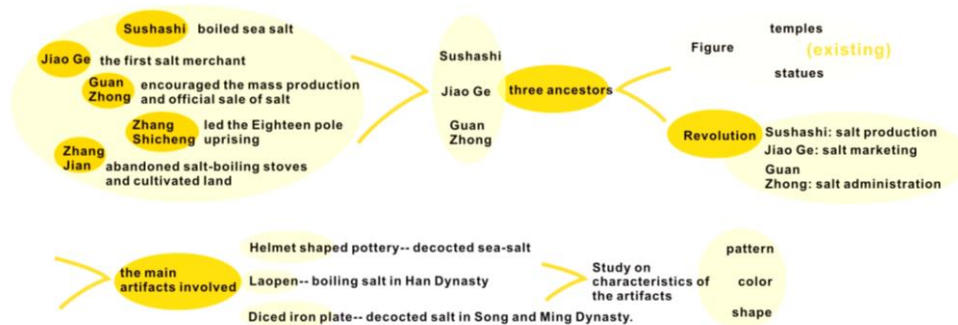 Sushashi boiled sea salt
Jiao Ge the first salt merchant
Guan
Zhong
encouraged the mass production
and official sale of salt
Zhang
Shicheng
led the Eighteen pole
uprising
Zhang
Jian
abandoned salt-boiling stoves
and cultivated land
Sushashi
Jiao Ge
Guan
Zhong
three ancestors
Figure
temples
(existing)
statues
Revolution
Sushashi: salt production
Jiao Ge: salt marketing
Guan
Zhong: salt administration
the main
artifacts involved
Helmet shaped pottery-- decocted sea-salt
Laopen-- boiling salt in Han Dynasty
Diced iron plate-- decocted salt in Song and Ming Dynasty.
Study on
characteristics of
the artifacts
pattern
color
shape